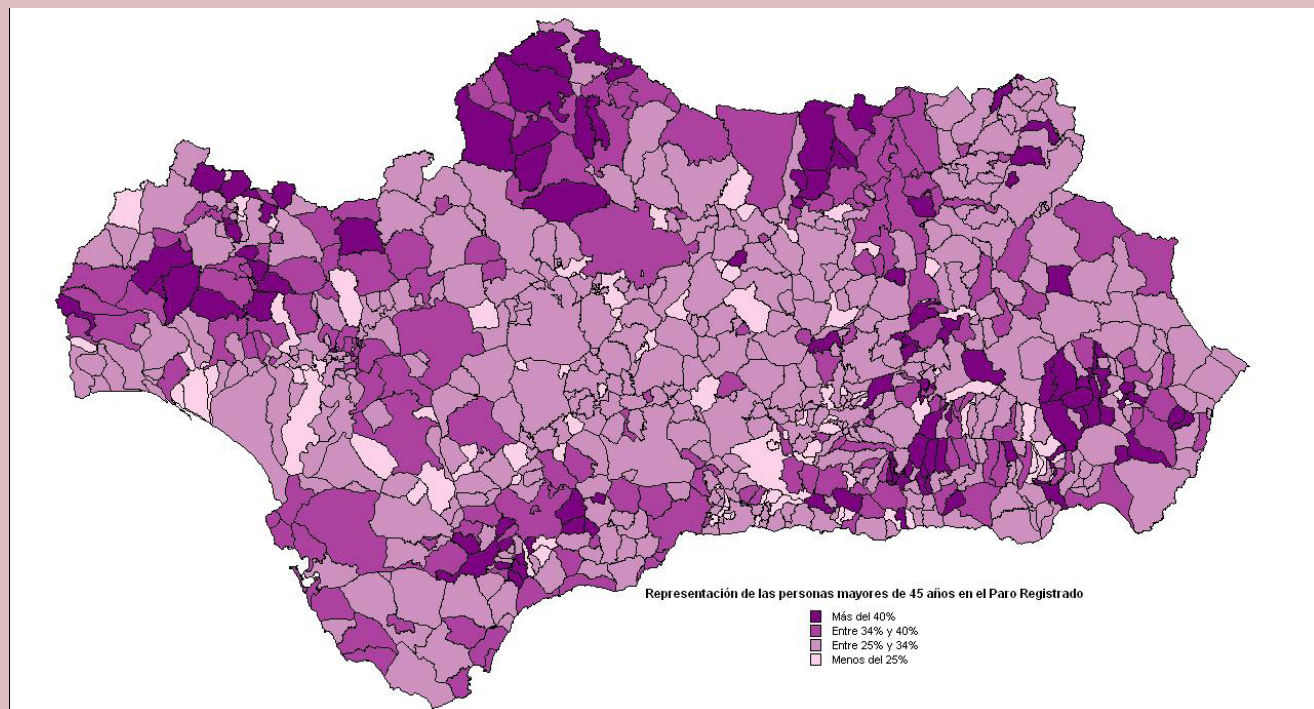 Representación de las personas mayores de 45 años en el Paro Registrado
Más del 40%
Entre 34% y 40%
Entre 25% y 34%
Menos del 25%